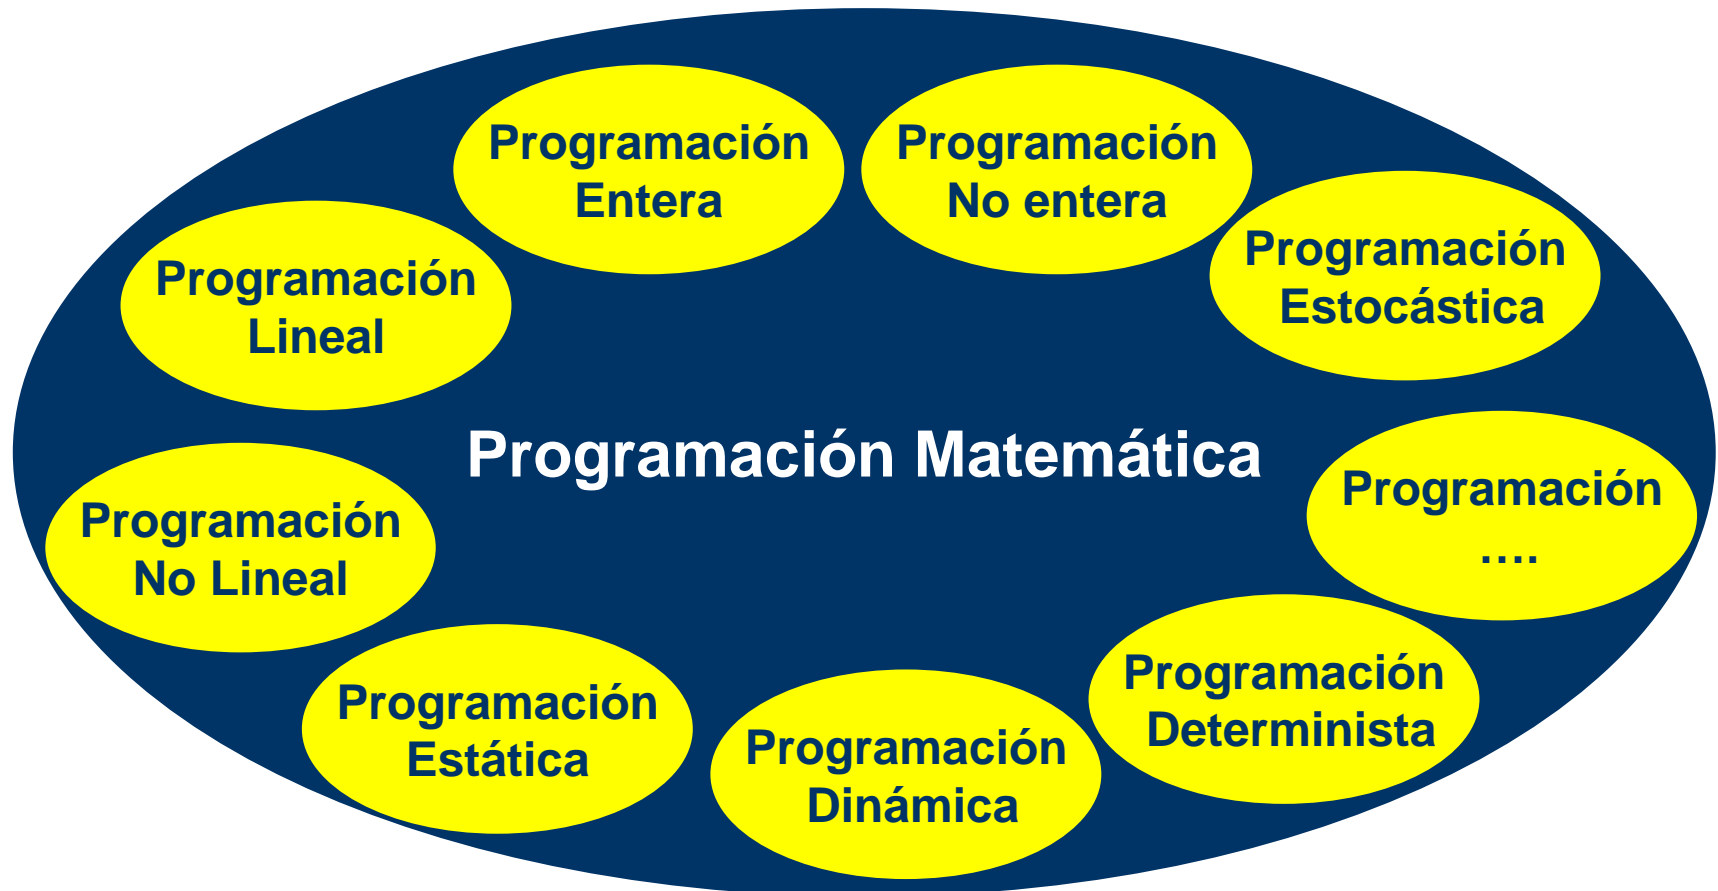 Programación
Entera
Programación
No entera
Programación
Estocástica
Programación
Lineal
Programación Matemática
Programación
....
Programación
No Lineal
Programación
Determinista
Programación
Estática
Programación
Dinámica